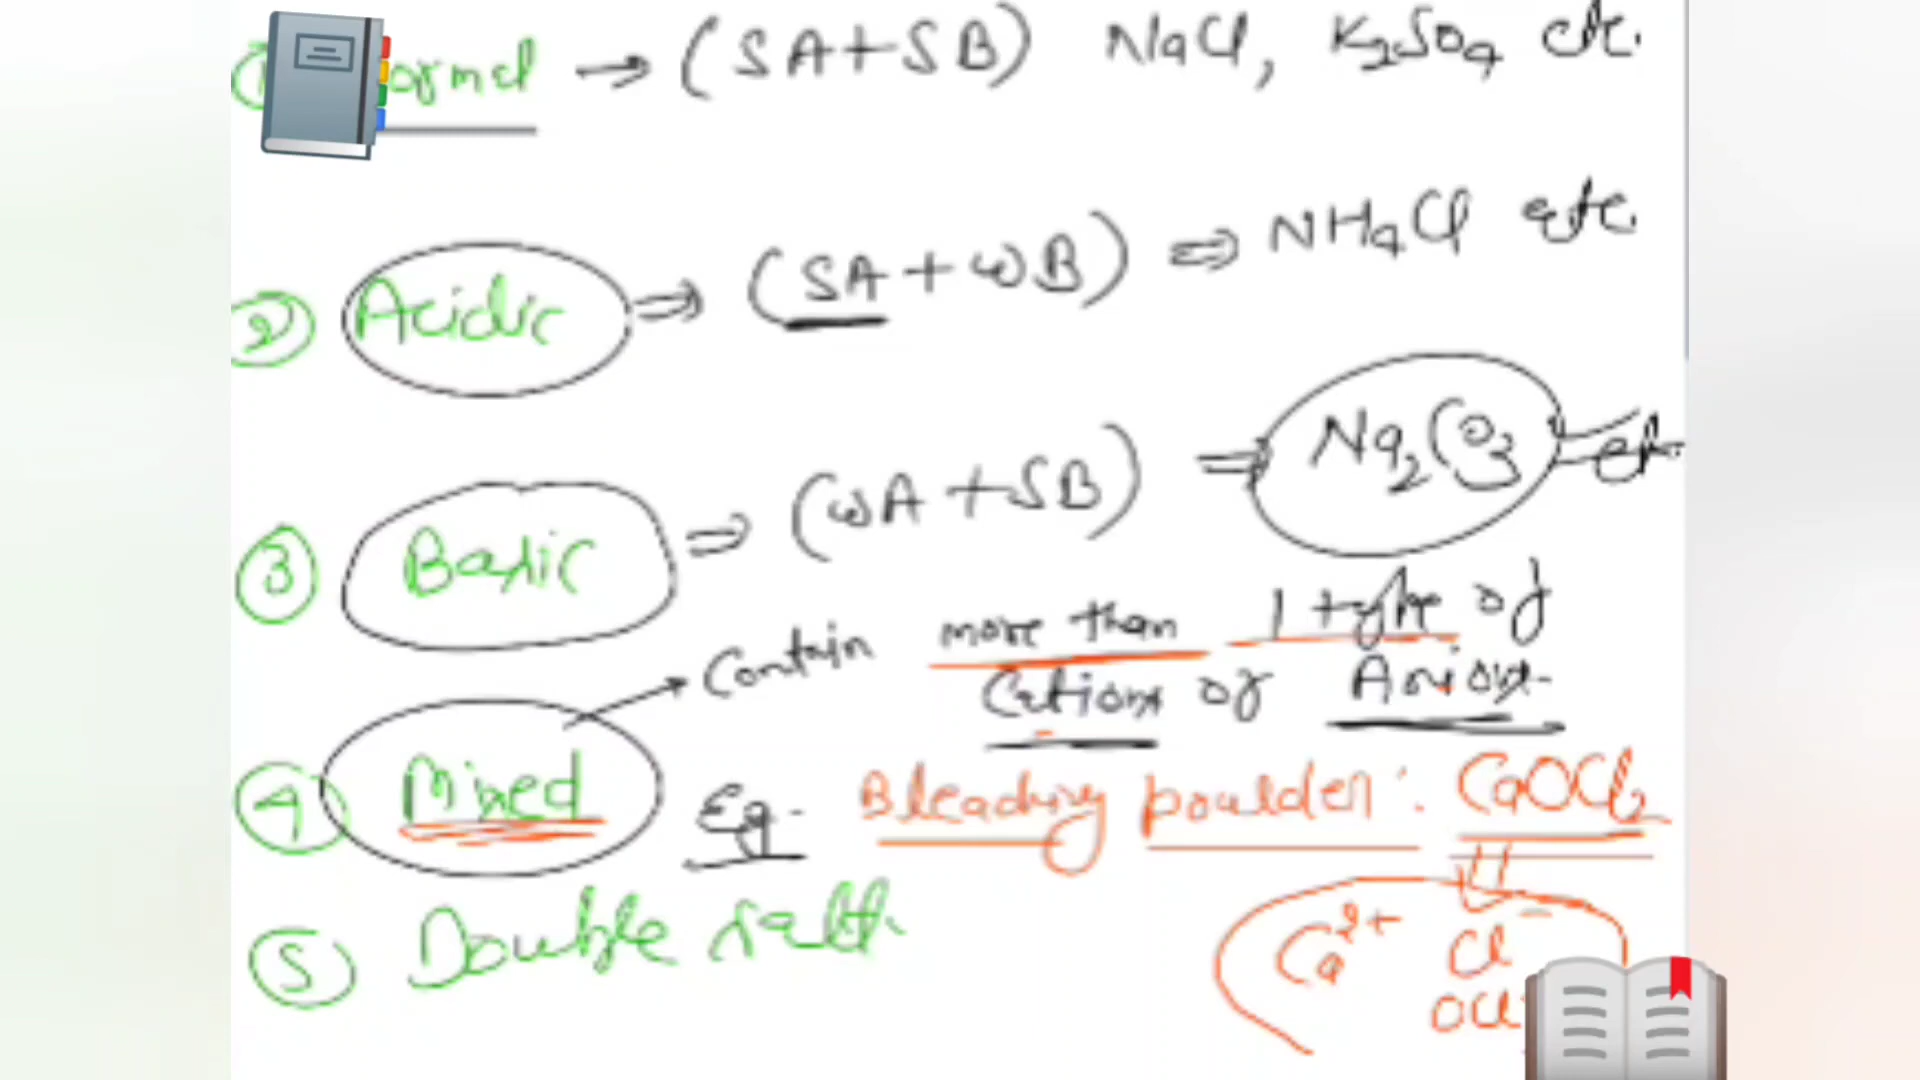 ormal → (SA+SB) NaCl, K₂SO₄ etc.
② Acidic ⇒ (SA + WB) ⇒ NH₄Cl etc.
③ Basic ⇒ (WA + SB) ⇒ Na₂CO₃ etc.
→ Contain more than 1 type of
Cations or Anions.
④ Mixed Eg. Bleaching poulder: CaOCl₂
⑤ Double salt.
Ca²⁺ Cl⁻
OCl